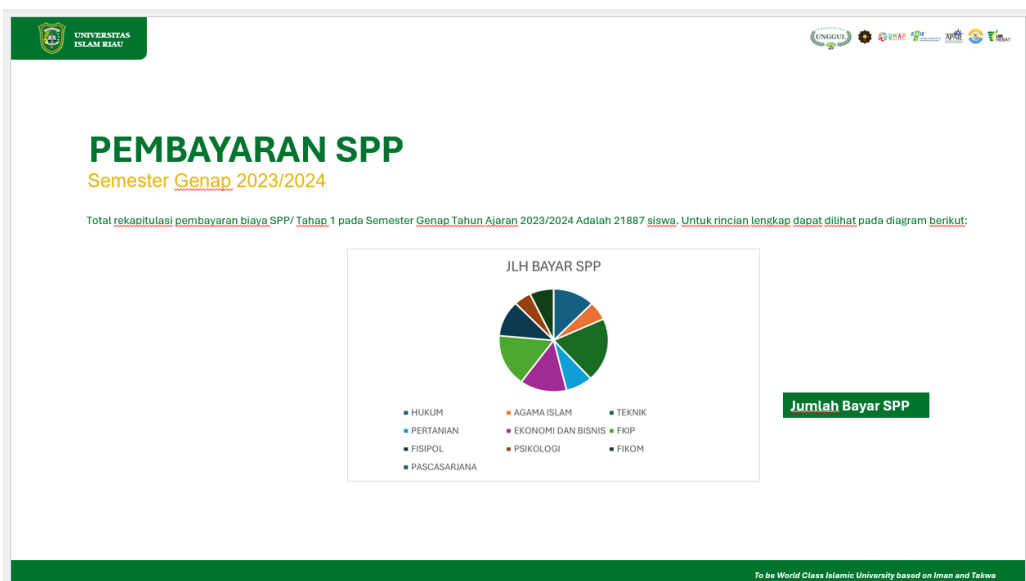 UNIVERSITAS
ISLAM RIAU
UNGGUL
PEMBAYARAN SPP
Semester Genap 2023/2024
Total rekapitulasi pembayaran biaya SPP/ Tahap 1 pada Semester Genap Tahun Ajaran 2023/2024 Adalah 21887 siswa. Untuk rincian lengkap dapat dilihat pada diagram berikut:
JLH BAYAR SPP
HUKUM
AGAMA ISLAM
TEKNIK
PERTANIAN
EKONOMI DAN BISNIS
FKIP
FISIPOL
PSIKOLOGI
FIKOM
PASCASARJANA
Jumlah Bayar SPP
To be World Class Islamic University based on Iman and Takwa